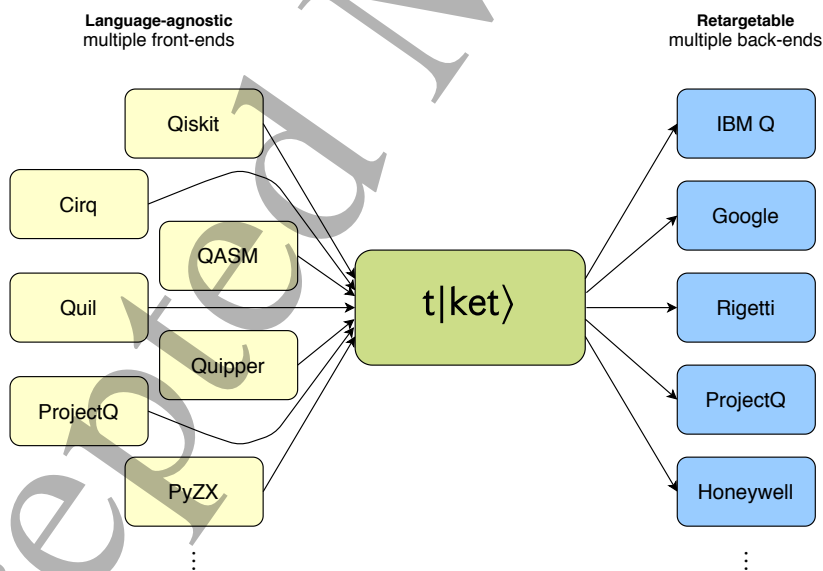 Language-agnostic
multiple front-ends
Retargetable
multiple back-ends
Qiskit
Cirq
QASM
Quil
Quipper
ProjectQ
PyZX
⋮
t|ket⟩
IBM Q
Google
Rigetti
ProjectQ
Honeywell
⋮
epted M